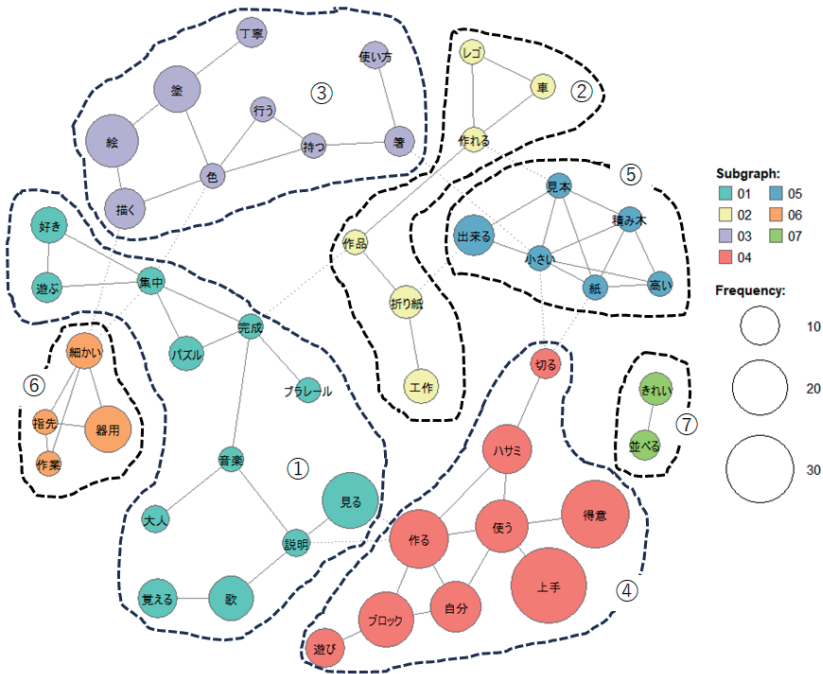 丁寧
使い方
塗
③
行う
絵
持つ
箸
色
描く
レゴ
車
②
作れる
作品
折り紙
工作
⑤
見本
積み木
出来る
小さい
紙
高い
好き
遊ぶ
集中
完成
パズル
プラレール
音楽
①
見る
大人
説明
覚える
歌
細かい
⑥
指先
器用
作業
切る
ハサミ
作る
使う
得意
上手
④
自分
ブロック
遊び
きれい
⑦
並べる
Subgraph:
01 05
02 06
03 07
04
Frequency:
10
20
30